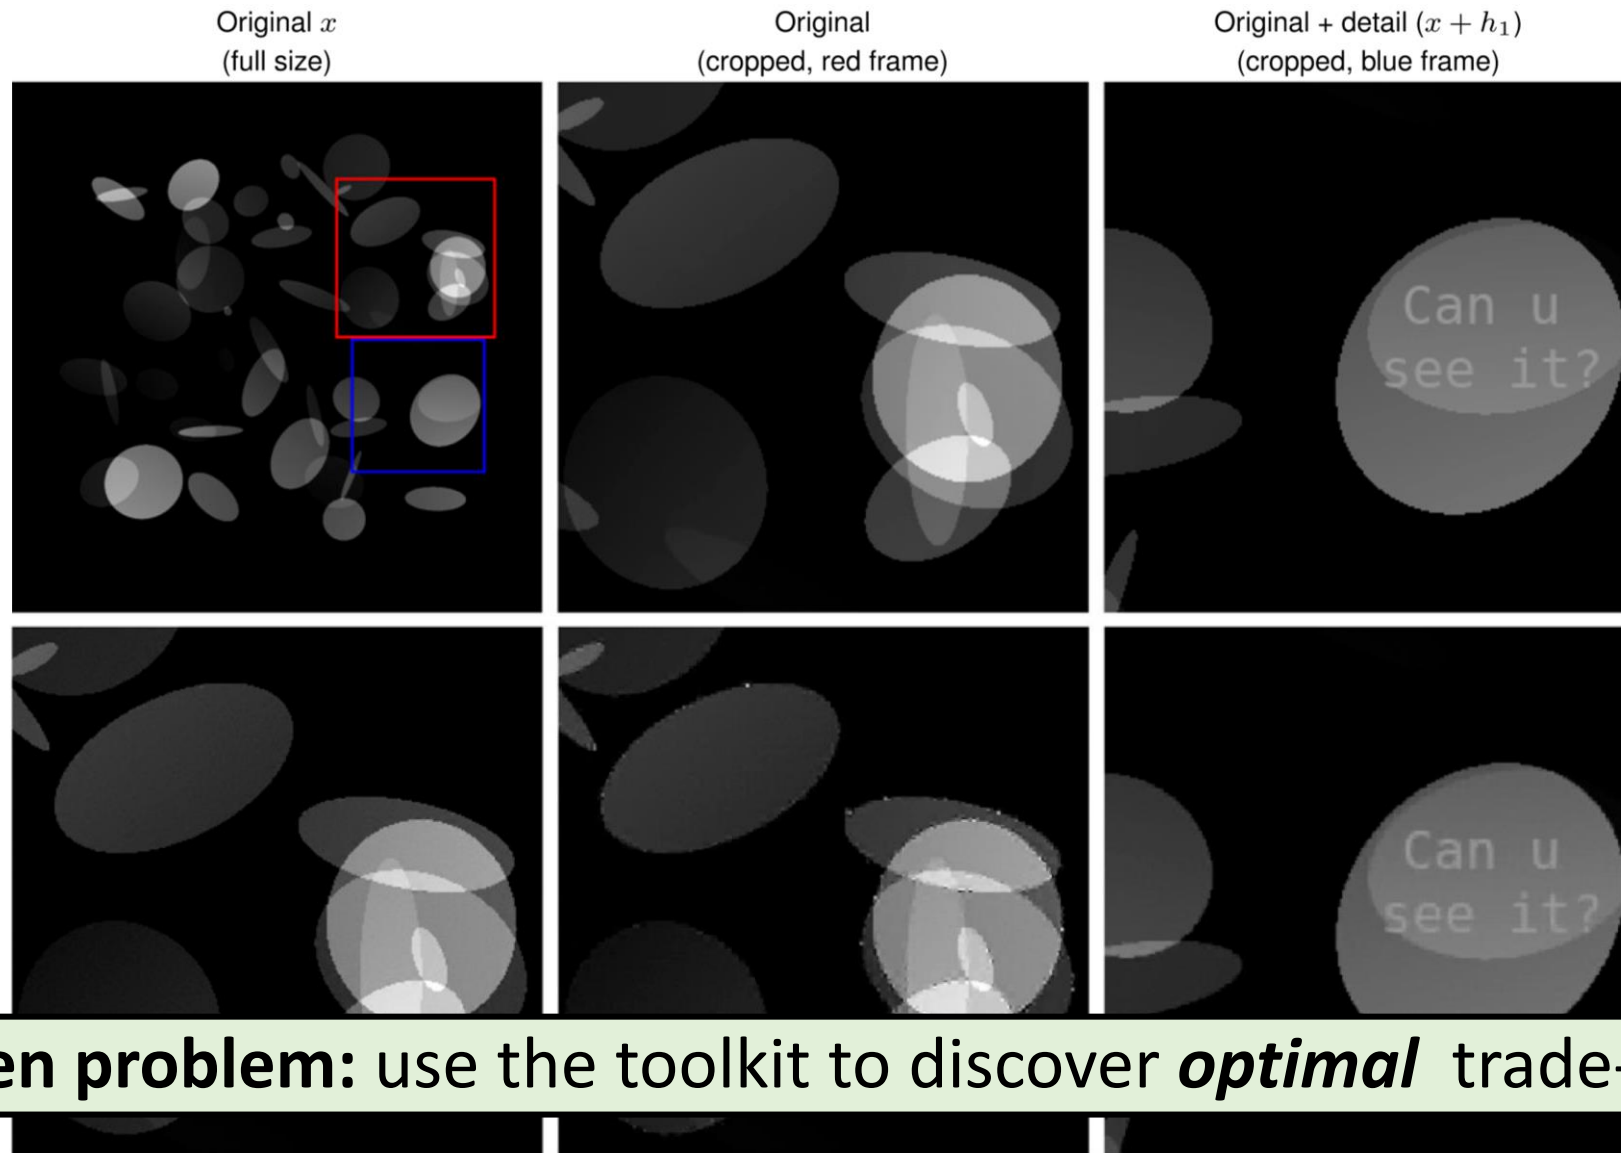 Original x
(full size)
Original
(cropped, red frame)
Original + detail (x + h₁)
(cropped, blue frame)
Can u
see it?
Can u
see it?
en problem: use the toolkit to discover optimal trade-